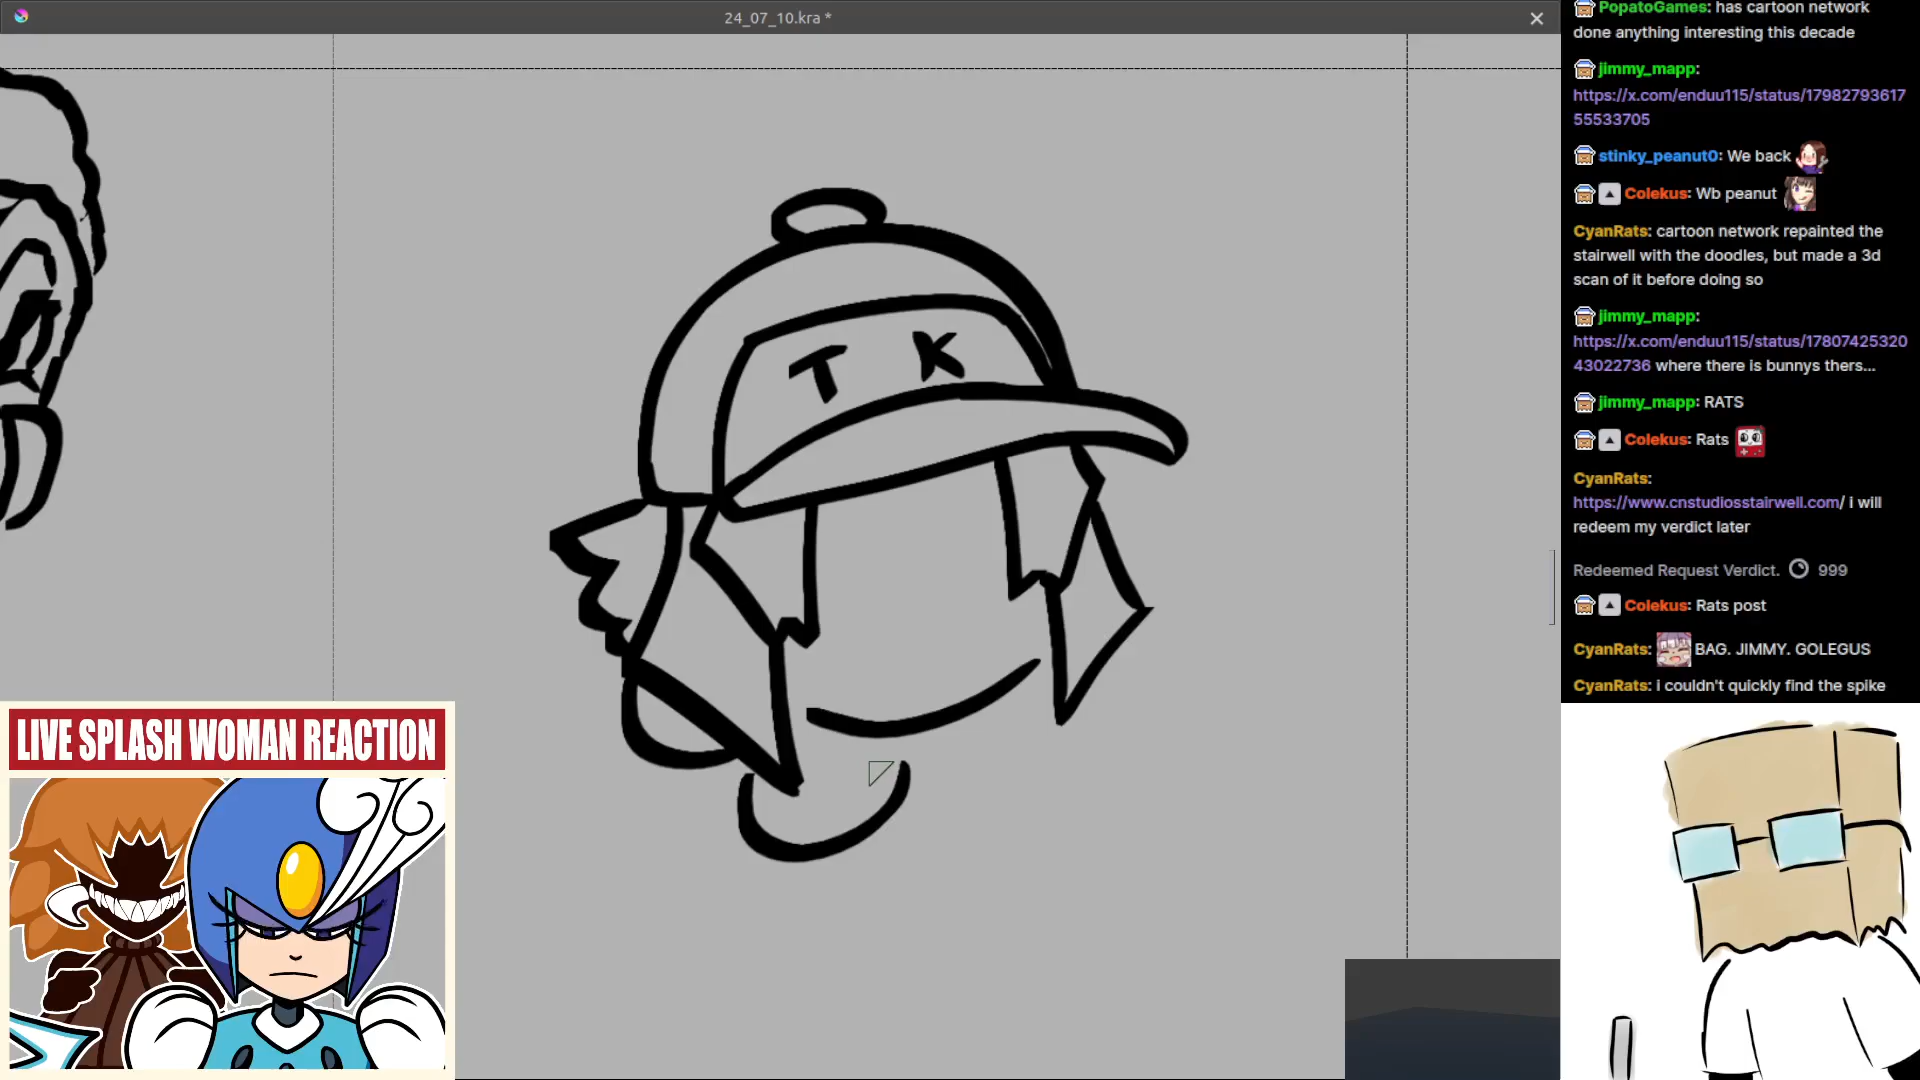 24_07_10.kra *
T K
LIVE SPLASH WOMAN REACTION
PopatoGames: has cartoon network
done anything interesting this decade
jimmy_mapp:
https://x.com/enduu115/status/17982793617
55533705
stinky_peanut0: We back
Colekus: Wb peanut
CyanRats: cartoon network repainted the
stairwell with the doodles, but made a 3d
scan of it before doing so
jimmy_mapp:
https://x.com/enduu115/status/17807425320
43022736 where there is bunnys thers...
jimmy_mapp: RATS
Colekus: Rats
CyanRats:
https://www.cnstudiosstairwell.com/ i will
redeem my verdict later
Redeemed Request Verdict. 999
Colekus: Rats post
CyanRats: BAG. JIMMY. GOLEGUS
CyanRats: i couldn't quickly find the spike